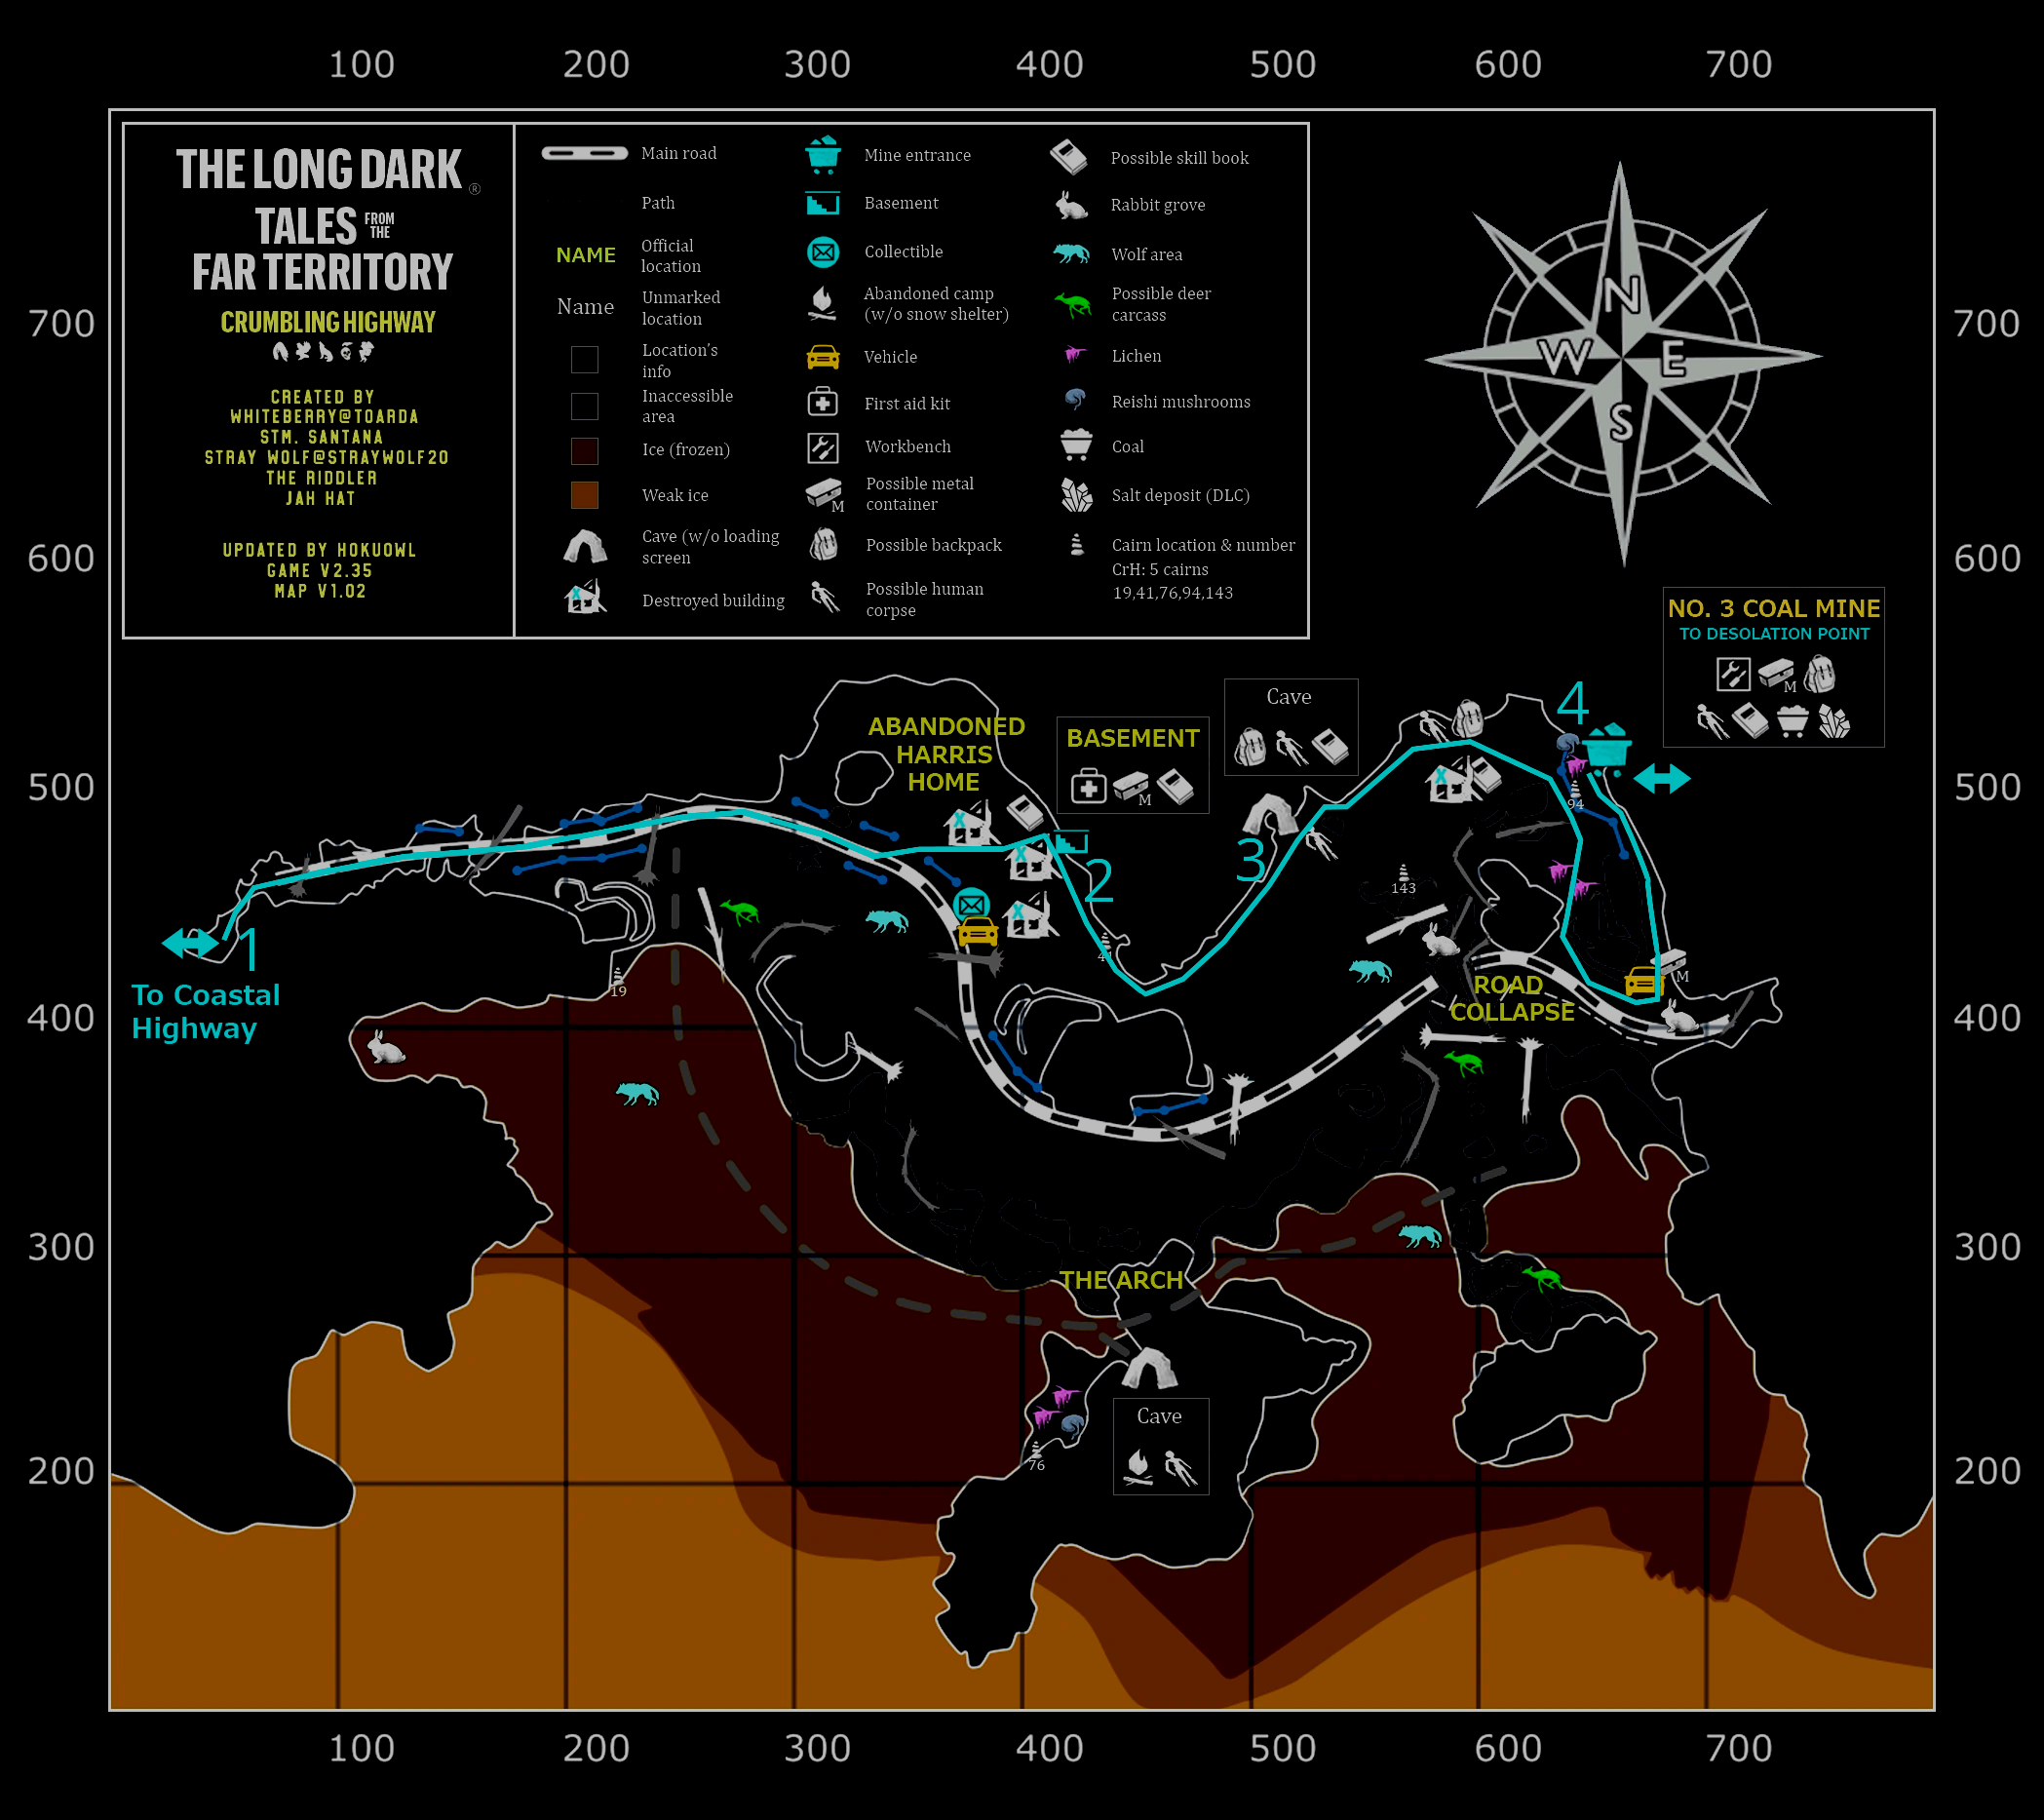 100 200 300 400 500 600 700
THE LONG DARK ®
TALES FROM THE
FAR TERRITORY
CRUMBLING HIGHWAY
CREATED BY
WHITEBERRY@TOARDA
STM. SANTANA
STRAY WOLF@STRAYWOLF20
THE RIDDLER
JAH HAT
UPDATED BY HOKUOWL
GAME V2.35
MAP V1.02
Main road
Path
NAME
Official
location
Name
Unmarked
location
Location's
info
Inaccessible
area
Ice (frozen)
Weak ice
Cave (w/o loading
screen
Destroyed building
Mine entrance
Basement
Collectible
Abandoned camp
(w/o snow shelter)
Vehicle
First aid kit
Workbench
M
Possible metal
container
Possible backpack
Possible human
corpse
Possible skill book
Rabbit grove
Wolf area
Possible deer
carcass
Lichen
Reishi mushrooms
Coal
Salt deposit (DLC)
Cairn location & number
CrH: 5 cairns
19,41,76,94,143
N
W E
S
700
600
500
400
300
200
700
600
500
400
300
200
NO. 3 COAL MINE
TO DESOLATION POINT
M
Cave
ABANDONED
HARRIS
HOME
BASEMENT
M
4
94
2
3
143
1
41
To Coastal
Highway
19
ROAD
COLLAPSE
M
THE ARCH
Cave
76
100 200 300 400 500 600 700